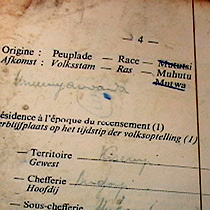 — 4 —
Origine : Peuplade - Race - Mututsi
Afkomst : Volksstam - Ras - Muhutu
Mutwa
ésidence à l'époque du recensement (1)
erblijfplaats op het tijdstip der volksoptelling (1)
— Territoire
Gewest
— Chefferie
Hoofdij
— Sous-chefferie